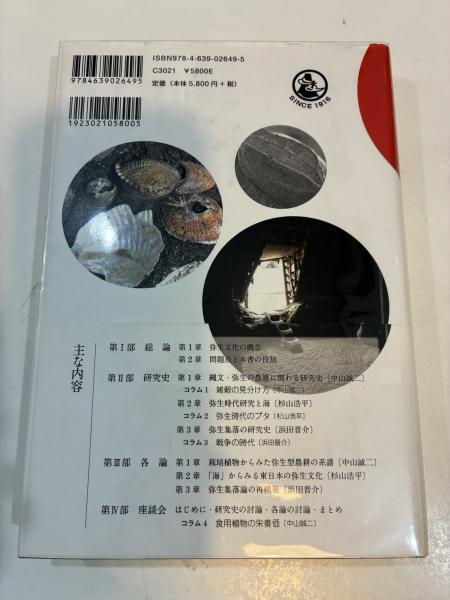 9784639026495
ISBN978-4-639-02649-5
C3021 ¥5800E
定価（本体5,800円+税）
1923021058005
SINCE 1916
主な内容
第Ⅰ部 総論 第1章 弥生文化の概念
第2章 問題点と本書の役割
第Ⅱ部 研究史 第1章 縄文・弥生の農耕に関わる研究史〔中山誠二〕
コラム1 雑穀の見分け方〔中山誠二〕
第2章 弥生時代研究と海〔杉山浩平〕
コラム2 弥生時代のブタ〔杉山浩平〕
第3章 弥生集落の研究史〔浜田晋介〕
コラム3 戦争の時代〔浜田晋介〕
第Ⅲ部 各論 第1章 栽培植物からみた弥生型農耕の系譜〔中山誠二〕
第2章 「海」からみる東日本の弥生文化〔杉山浩平〕
第3章 弥生集落論の再構築〔浜田晋介〕
第Ⅳ部 座談会 はじめに・研究史の討論・各論の討論・まとめ
コラム4 食用植物の栄養価〔中山誠二〕